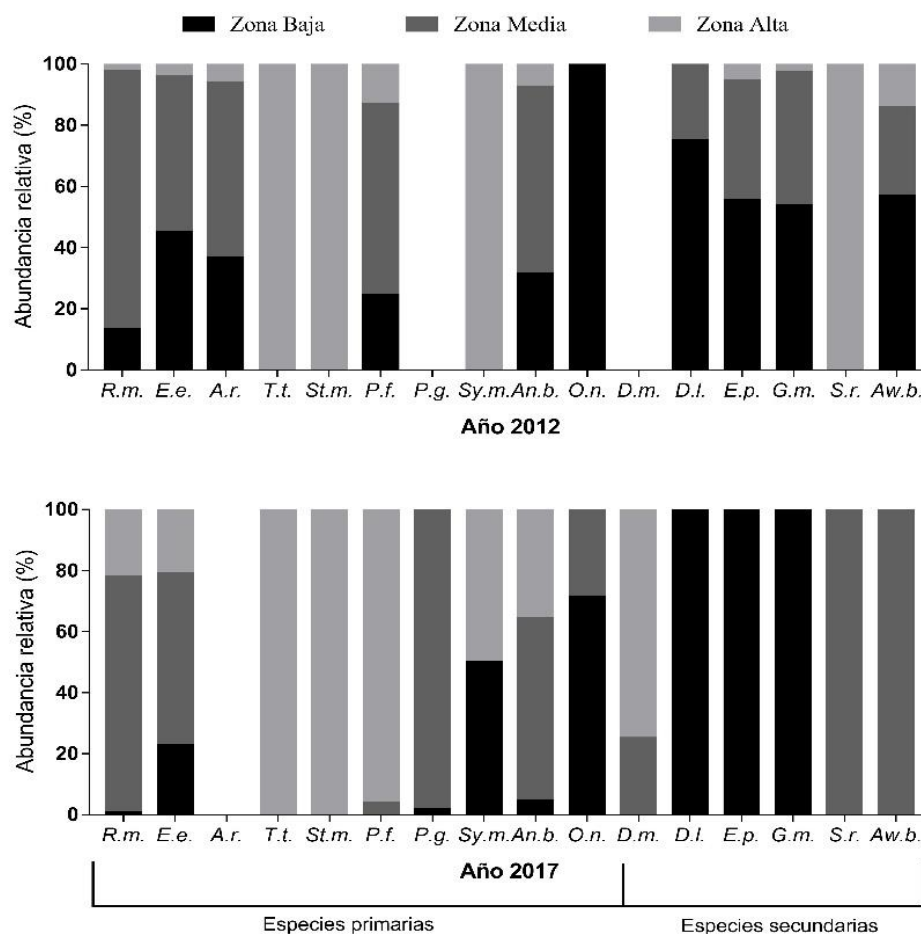 Zona Baja Zona Media Zona Alta
Abundancia relativa (%)
100
80
60
40
20
0
R.m. E.e. A.r. T.t. St.m. P.f. P.g. Sy.m. An.b. O.n. D.m. D.l. E.p. G.m. S.r. Aw.b.
Año 2012
Abundancia relativa (%)
100
80
60
40
20
0
R.m. E.e. A.r. T.t. St.m. P.f. P.g. Sy.m. An.b. O.n. D.m. D.l. E.p. G.m. S.r. Aw.b.
Año 2017
Especies primarias Especies secundarias